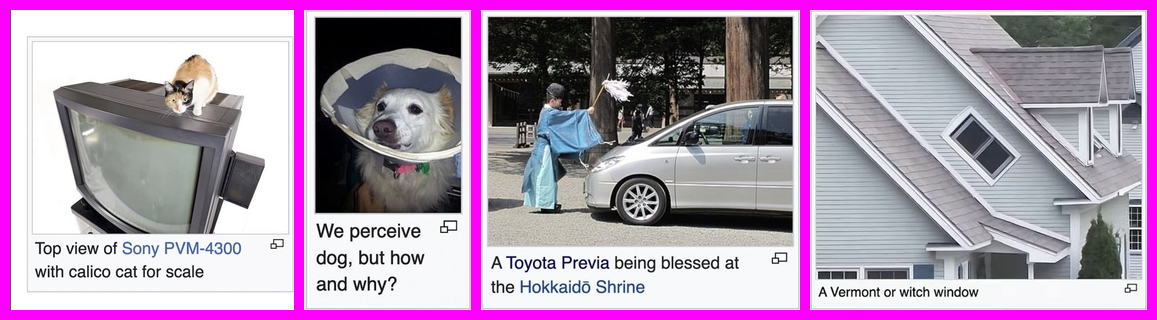 Top view of Sony PVM-4300
with calico cat for scale
We perceive
dog, but how
and why?
A Toyota Previa being blessed at
the Hokkaidō Shrine
A Vermont or witch window